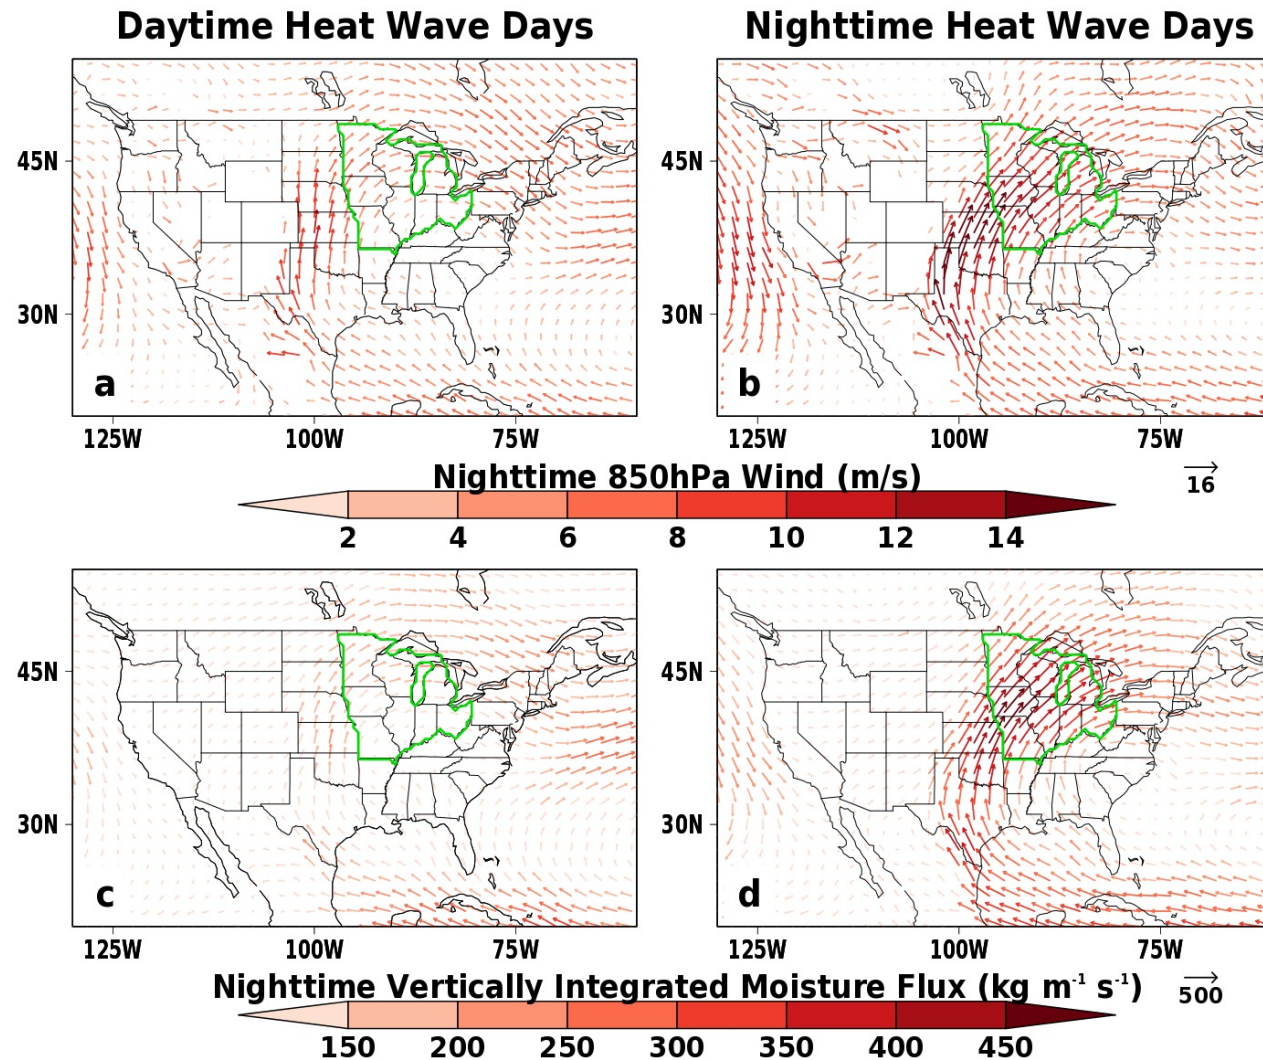 Daytime Heat Wave Days Nighttime Heat Wave Days
45N 45N
30N 30N
a b
125W 100W 75W 125W 100W 75W
Nighttime 850hPa Wind (m/s) 16
2 4 6 8 10 12 14
45N 45N
30N 30N
c d
125W 100W 75W 125W 100W 75W
Nighttime Vertically Integrated Moisture Flux (kg m⁻¹ s⁻¹) 500
150 200 250 300 350 400 450